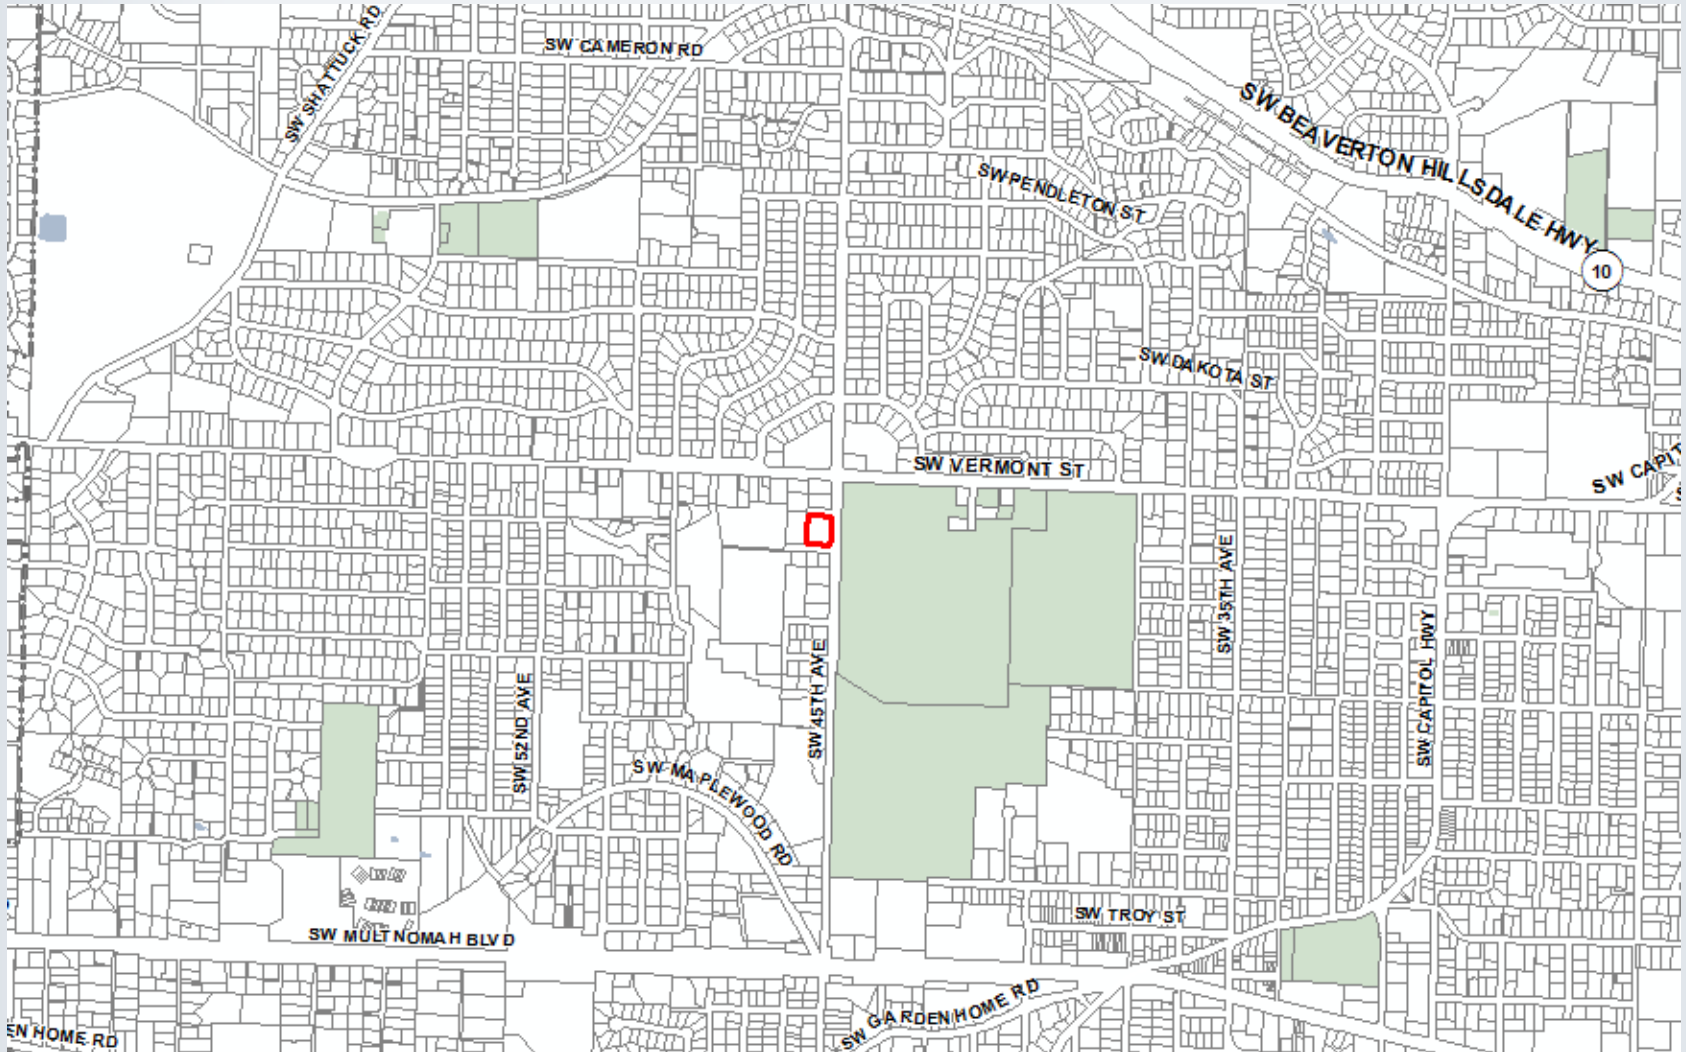 SW SHATTUCK RD
SW CAMERON RD
SW BEAVERTON HILLSDALE HWY
SW PENDLETON ST
10
SW DAKOTA ST
SW VERMONT ST
SW CAPIT
SW 35TH AVE
SW 45TH AVE
SW CAPITOL HWY
SW 52ND AVE
SW MAPLEWOOD RD
SW TROY ST
SW MULTNOMAH BLVD
SW GARDEN HOME RD
EN HOME RD